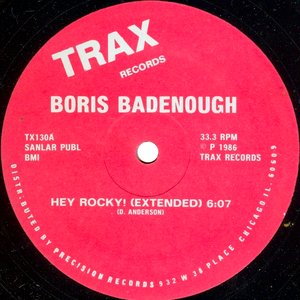 TRAX
RECORDS
BORIS BADENOUGH
TX130A
SANLAR PUBL
BMI
33.3 RPM
© P 1986
TRAX RECORDS
HEY ROCKY! (EXTENDED) 6:07
(D. ANDERSON)
DISTRIBUTED BY PRECISION RECORDS 932 W 38 PLACE CHICAGO IL. 60609